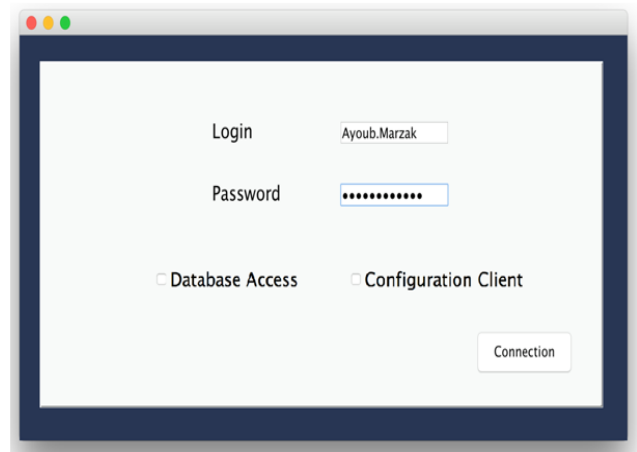 Login Ayoub.Marzak
Password ••••••••••••
Database Access Configuration Client
Connection